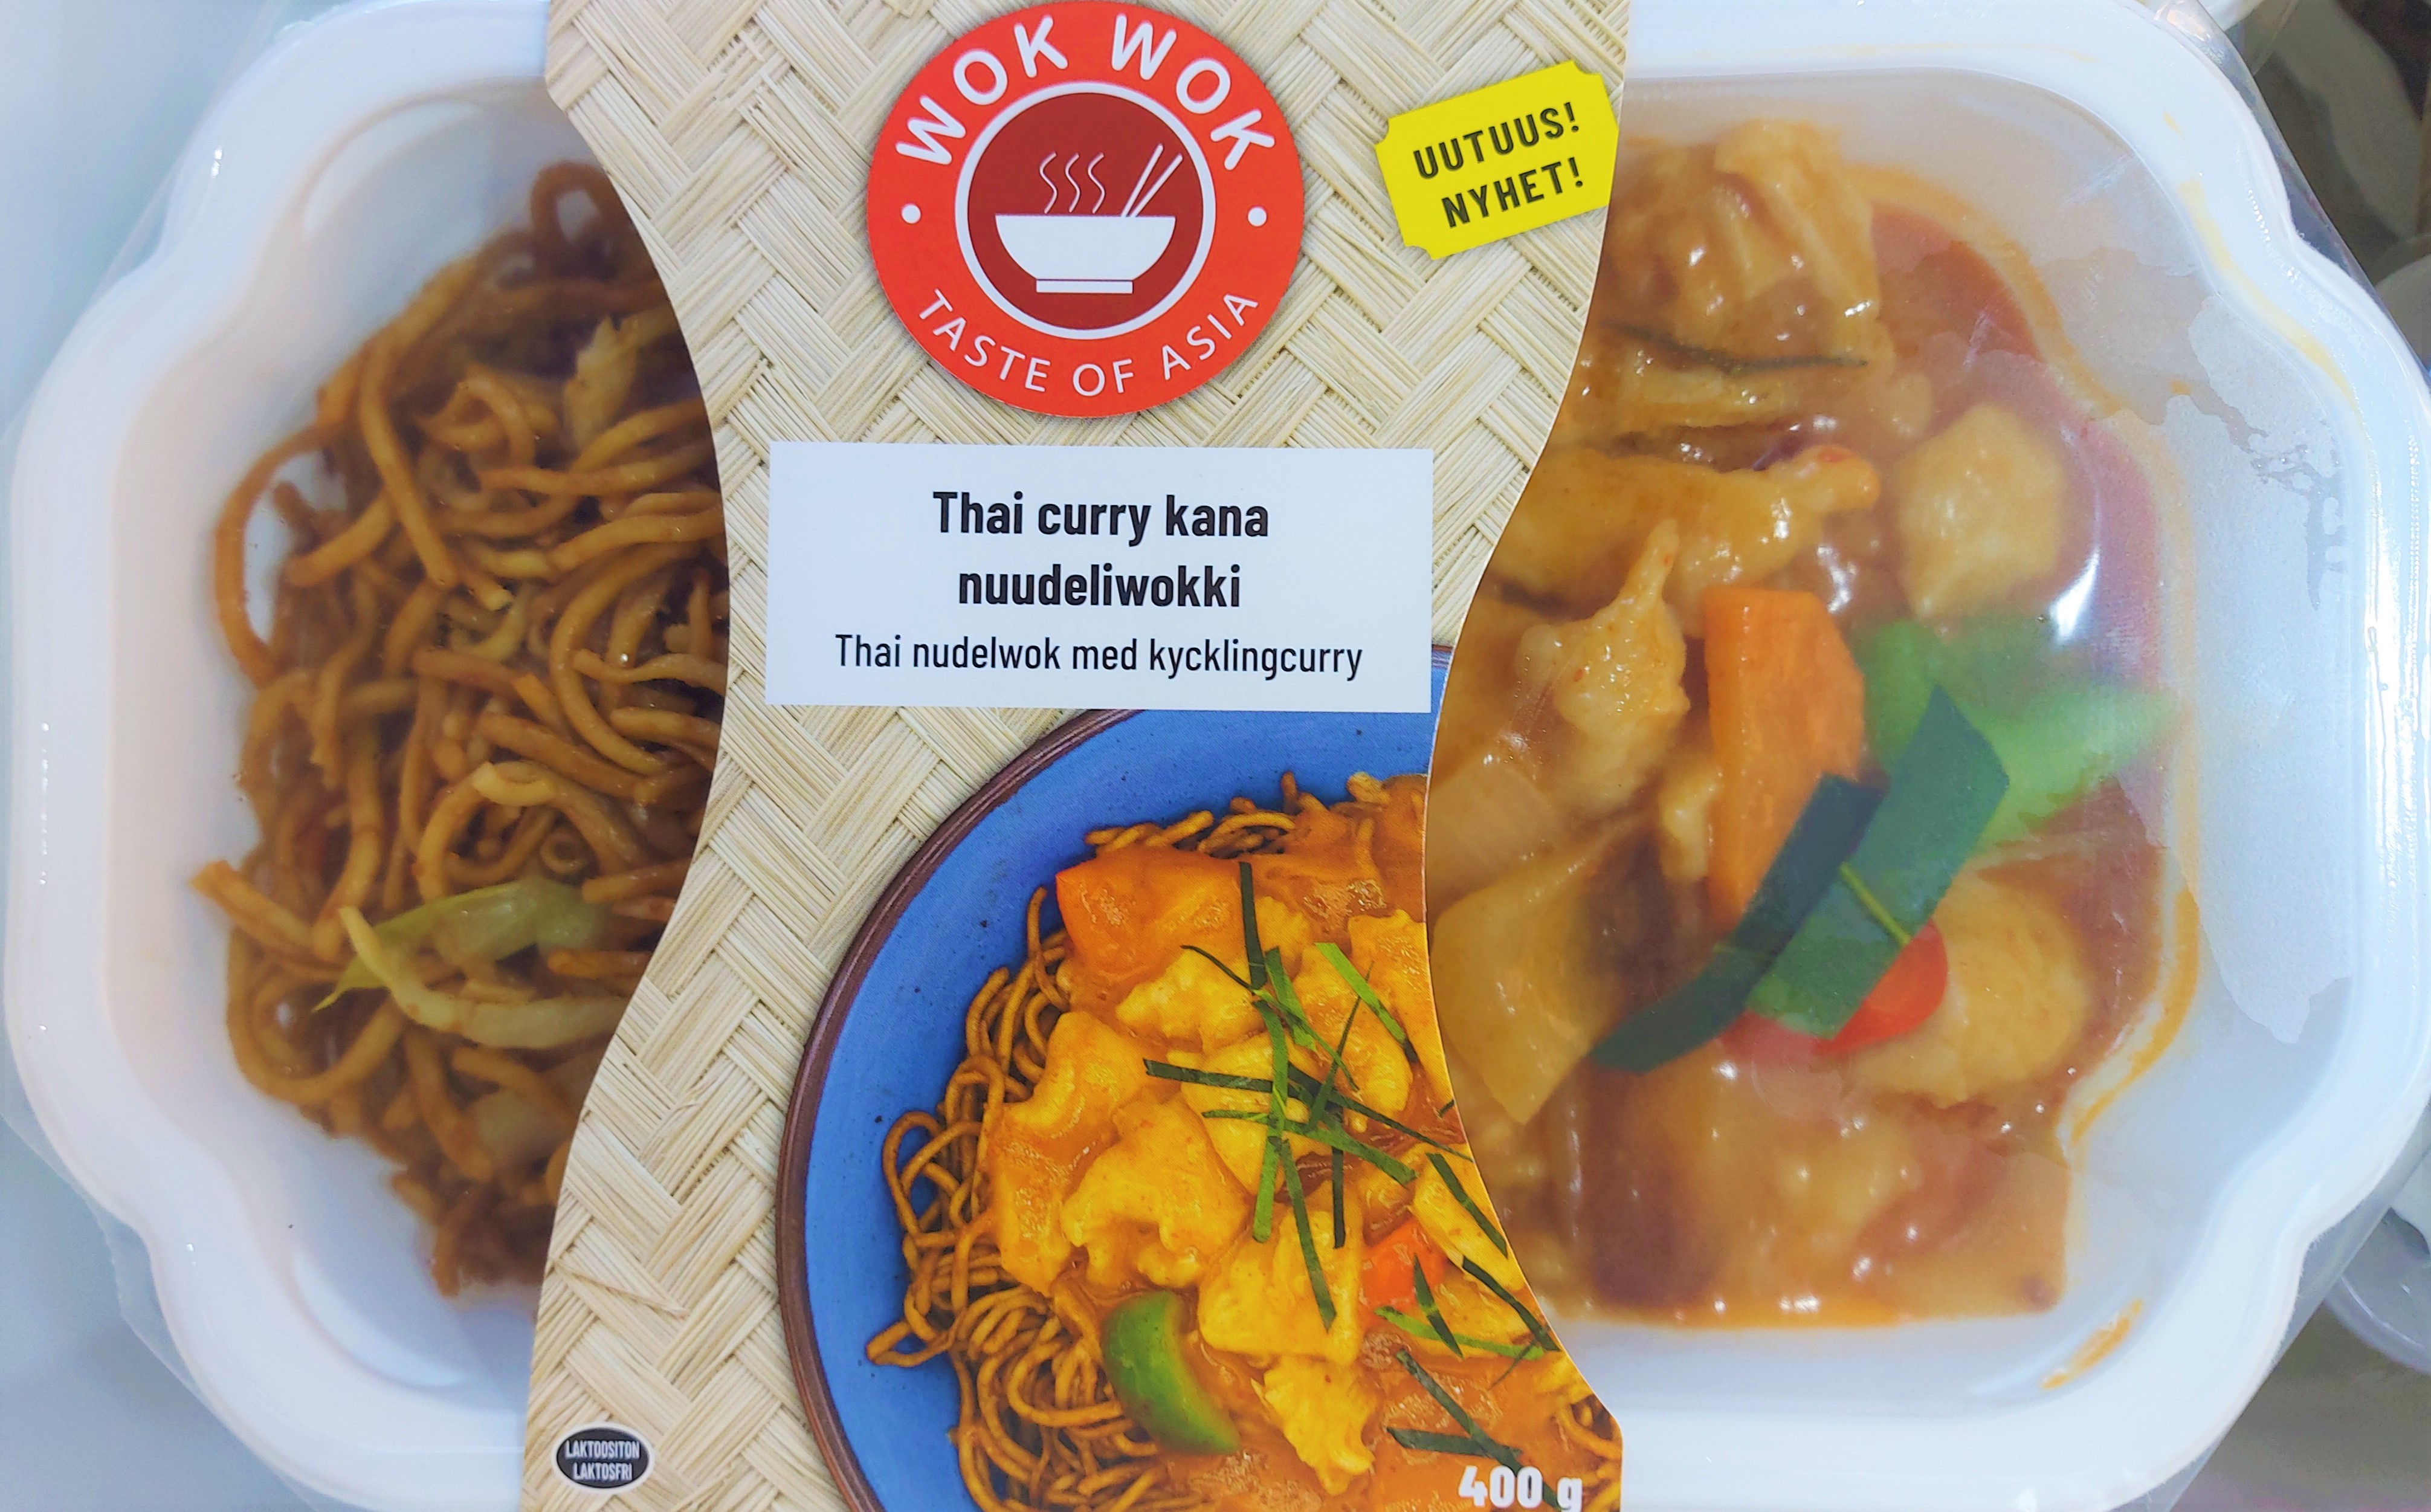 WOK WOK
TASTE OF ASIA
UUTUUS!
NYHET!
Thai curry kana
nuudeliwokki
Thai nudelwok med kycklingcurry
LAKTOOSITON
LAKTOSFRI
400 g